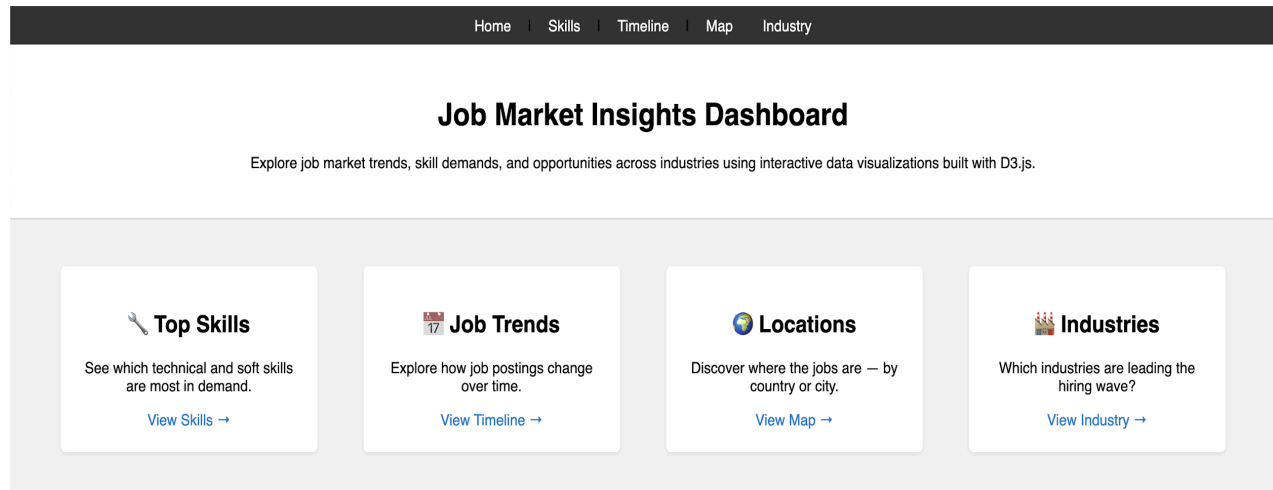 Home | Skills | Timeline | Map Industry
Job Market Insights Dashboard
Explore job market trends, skill demands, and opportunities across industries using interactive data visualizations built with D3.js.
🔧 Top Skills
See which technical and soft skills
are most in demand.
View Skills →
📅 Job Trends
Explore how job postings change
over time.
View Timeline →
🌍 Locations
Discover where the jobs are — by
country or city.
View Map →
🏭 Industries
Which industries are leading the
hiring wave?
View Industry →